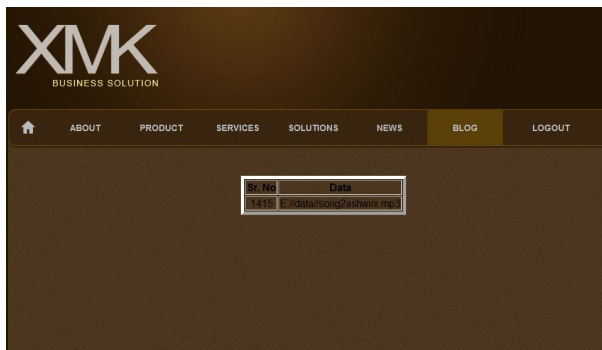 XMK
BUSINESS SOLUTION
ABOUT PRODUCT SERVICES SOLUTIONS NEWS BLOG LOGOUT
Sr. No Data
1415 E://data//song2ashwini.mp3